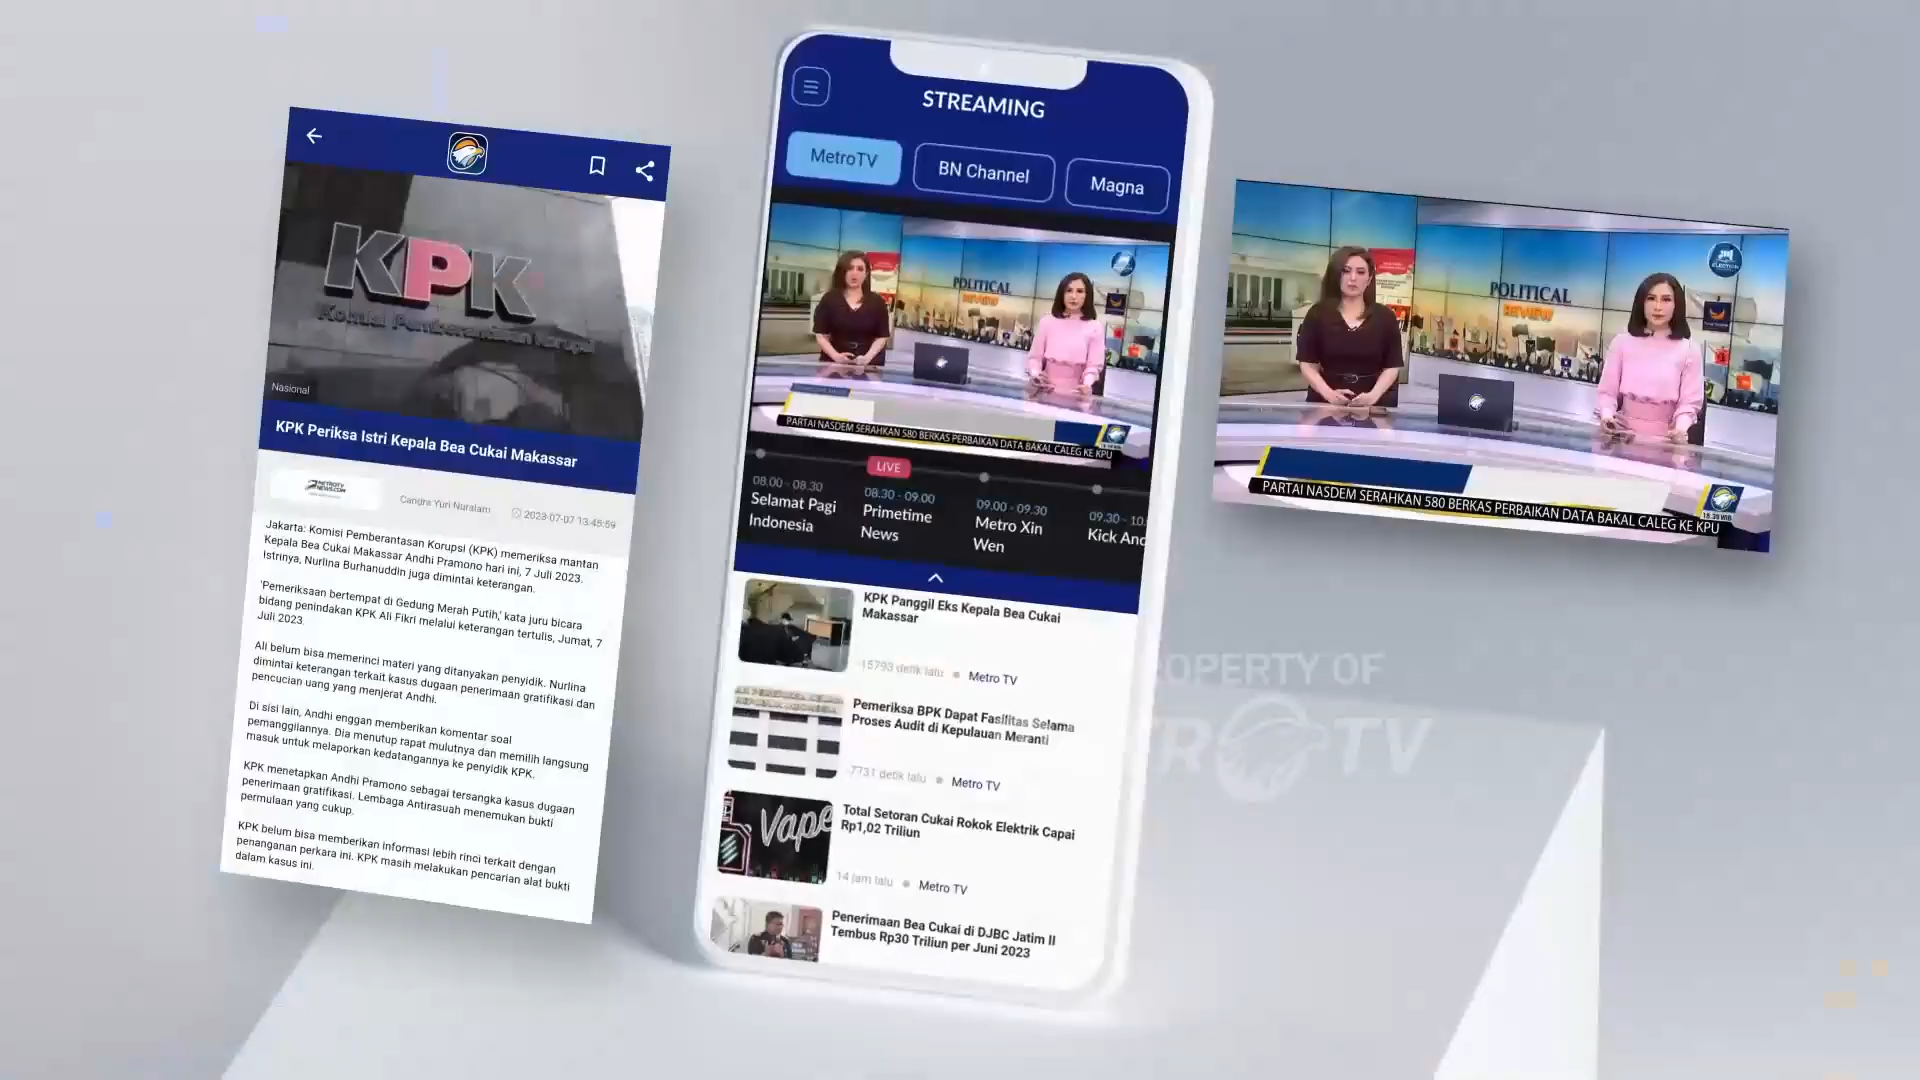 KPK
Komisi Pemberantasan Korupsi
Nasional
KPK Periksa Istri Kepala Bea Cukai Makassar
METROTV
NEWS.COM
Candra Yuri Nuralam
2023-07-07 13:45:59
Jakarta: Komisi Pemberantasan Korupsi (KPK) memeriksa mantan
Kepala Bea Cukai Makassar Andhi Pramono hari ini, 7 Juli 2023.
Istrinya, Nurlina Burhanuddin juga dimintai keterangan.
'Pemeriksaan bertempat di Gedung Merah Putih,' kata juru bicara
bidang penindakan KPK Ali Fikri melalui keterangan tertulis, Jumat, 7
Juli 2023.
Ali belum bisa memerinci materi yang ditanyakan penyidik. Nurlina
dimintai keterangan terkait kasus dugaan penerimaan gratifikasi dan
pencucian uang yang menjerat Andhi.
Di sisi lain, Andhi enggan memberikan komentar soal
pemanggilannya. Dia menutup rapat mulutnya dan memilih langsung
masuk untuk melaporkan kedatangannya ke penyidik KPK.
KPK menetapkan Andhi Pramono sebagai tersangka kasus dugaan
penerimaan gratifikasi. Lembaga Antirasuah menemukan bukti
permulaan yang cukup.
KPK belum bisa memberikan informasi lebih rinci terkait dengan
penanganan perkara ini. KPK masih melakukan pencarian alat bukti
dalam kasus ini.
STREAMING
MetroTV
BN Channel
Magna
POLITICAL
REVIEW
PARTAI NASDEM SERAHKAN 580 BERKAS PERBAIKAN DATA BAKAL CALEG KE KPU
LIVE
08.00 - 08.30
Selamat Pagi
Indonesia
08.30 - 09.00
Primetime
News
09.00 - 09.30
Metro Xin
Wen
09.30 - 10.
Kick And
KPK Panggil Eks Kepala Bea Cukai
Makassar
15793 detik lalu Metro TV
Pemeriksa BPK Dapat Fasilitas Selama
Proses Audit di Kepulauan Meranti
7731 detik lalu Metro TV
Vape
Total Setoran Cukai Rokok Elektrik Capai
Rp1,02 Triliun
14 jam lalu Metro TV
Penerimaan Bea Cukai di DJBC Jatim II
Tembus Rp30 Triliun per Juni 2023
ELECTION
POLITICAL
REVIEW
PARTAI NASDEM SERAHKAN 580 BERKAS PERBAIKAN DATA BAKAL CALEG KE KPU
18.39 WIB
OPERTY OF
R TV